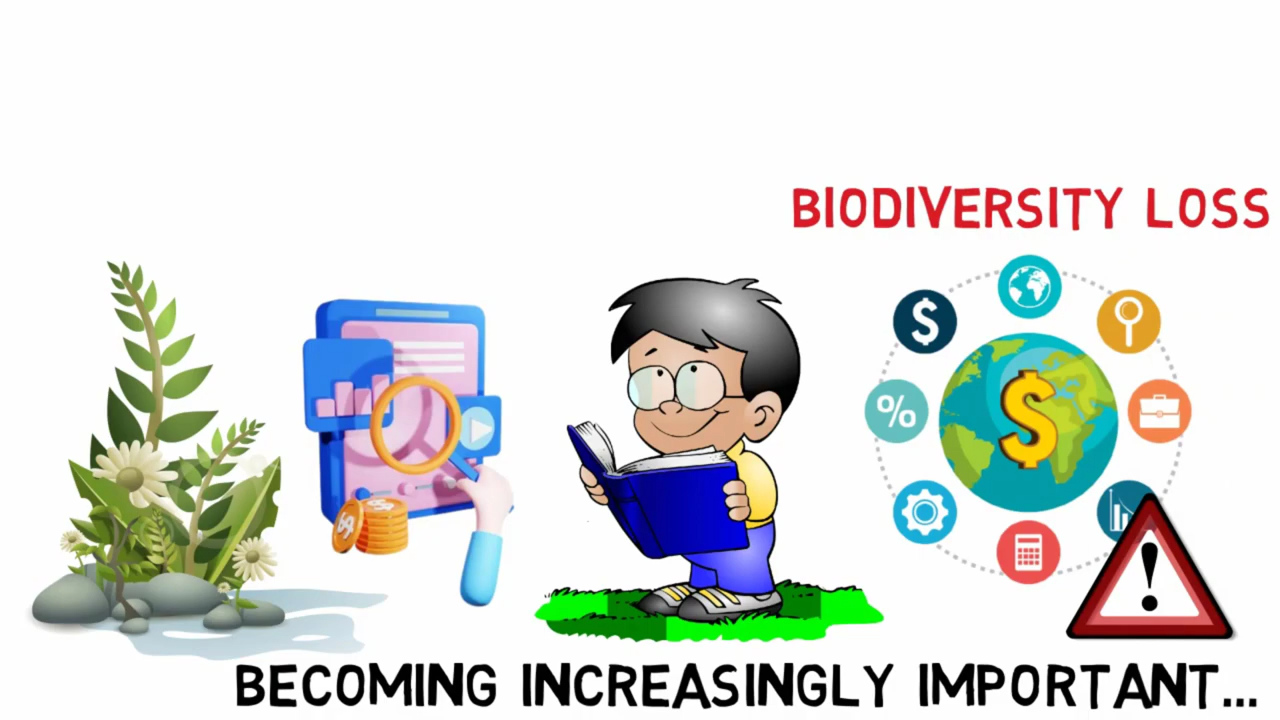 BIODIVERSITY LOSS
$
%
$
$
!
BECOMING INCREASINGLY IMPORTANT...